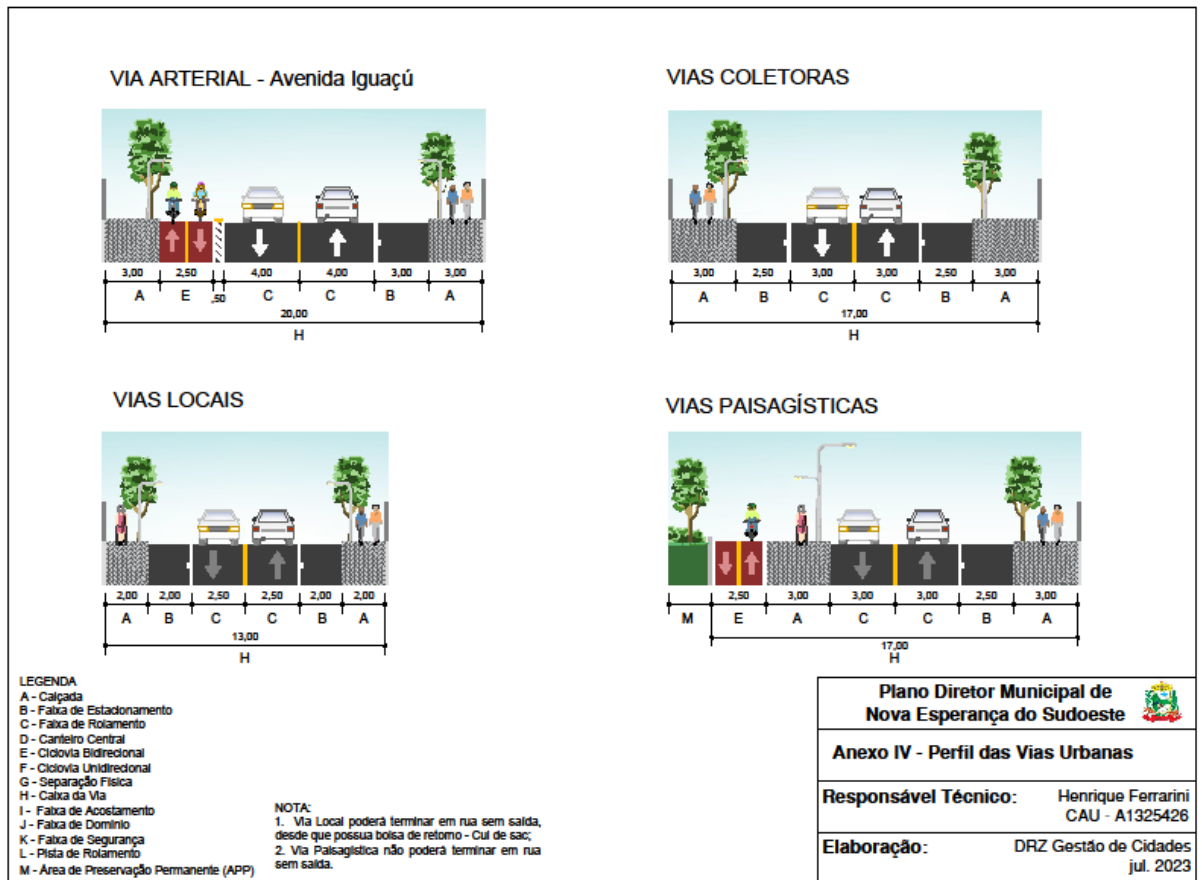 VIA ARTERIAL - Avenida Iguaçú
3,00 2,50 4,00 4,00 3,00 3,00
A E ,50 C C B A
20,00
H
VIAS COLETORAS
3,00 2,50 3,00 3,00 2,50 3,00
A B C C B A
17,00
H
VIAS LOCAIS
2,00 2,00 2,50 2,50 2,00 2,00
A B C C B A
13,00
H
VIAS PAISAGÍSTICAS
2,50 3,00 3,00 3,00 2,50 3,00
M E A C C B A
17,00
H
LEGENDA
A - Calçada
B - Faixa de Estacionamento
C - Faixa de Rolamento
D - Canteiro Central
E - Ciclovia Bidirecional
F - Ciclovia Unidirecional
G - Separação Física
H - Caixa da Via
I - Faixa de Acostamento
J - Faixa de Domínio
K - Faixa de Segurança
L - Pista de Rolamento
M - Área de Preservação Permanente (APP)
NOTA:
1. Via Local poderá terminar em rua sem saída,
desde que possua bolsa de retorno - Cul de sac;
2. Via Paisagística não poderá terminar em rua
sem saída.
Plano Diretor Municipal de
Nova Esperança do Sudoeste
Anexo IV - Perfil das Vias Urbanas
Responsável Técnico: Henrique Ferrarini
CAU - A1325426
Elaboração: DRZ Gestão de Cidades
jul. 2023